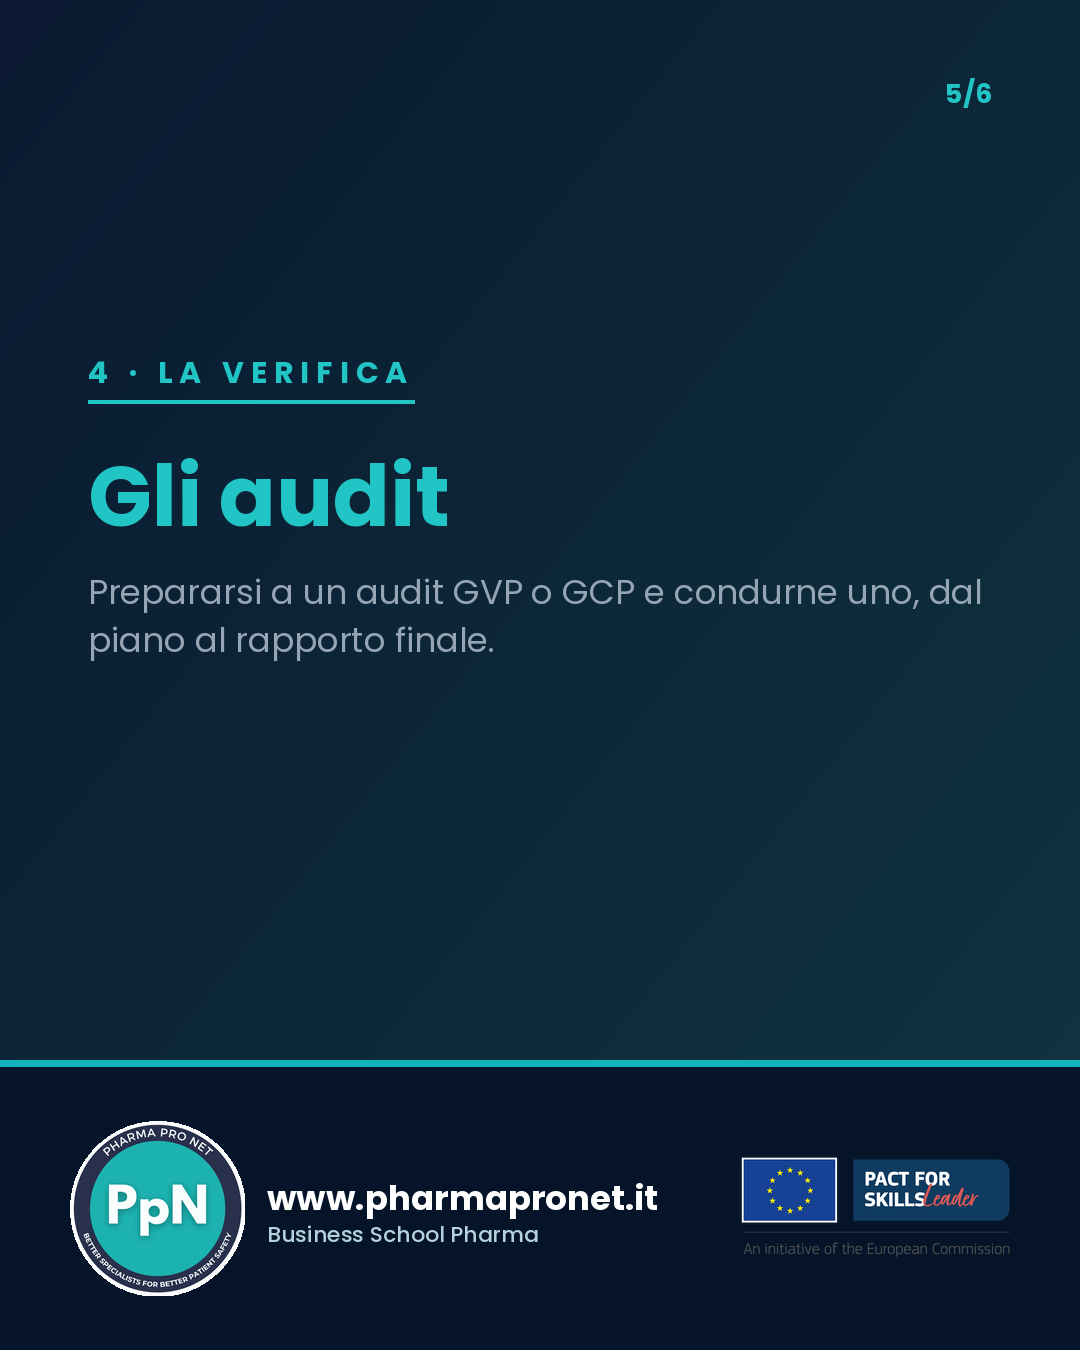 5/6
4 · LA VERIFICA
Gli audit
Prepararsi a un audit GVP o GCP e condurne uno, dal
piano al rapporto finale.
PHARMA PRO NET
PpN
BETTER SPECIALISTS FOR BETTER PATIENT SAFETY
www.pharmapronet.it
Business School Pharma
PACT FOR
SKILLS Leader
An initiative of the European Commission